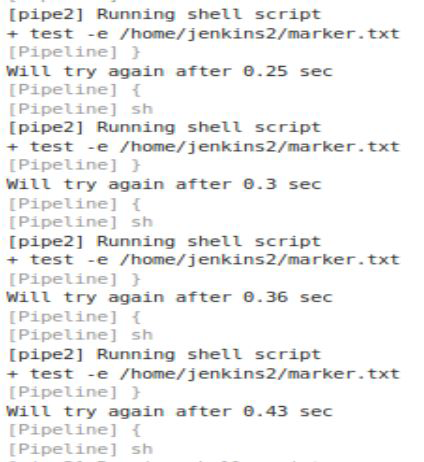 [pipe2] Running shell script
+ test -e /home/jenkins2/marker.txt
[Pipeline] }
Will try again after 0.25 sec
[Pipeline] {
[Pipeline] sh
[pipe2] Running shell script
+ test -e /home/jenkins2/marker.txt
[Pipeline] }
Will try again after 0.3 sec
[Pipeline] {
[Pipeline] sh
[pipe2] Running shell script
+ test -e /home/jenkins2/marker.txt
[Pipeline] }
Will try again after 0.36 sec
[Pipeline] {
[Pipeline] sh
[pipe2] Running shell script
+ test -e /home/jenkins2/marker.txt
[Pipeline] }
Will try again after 0.43 sec
[Pipeline] {
[Pipeline] sh